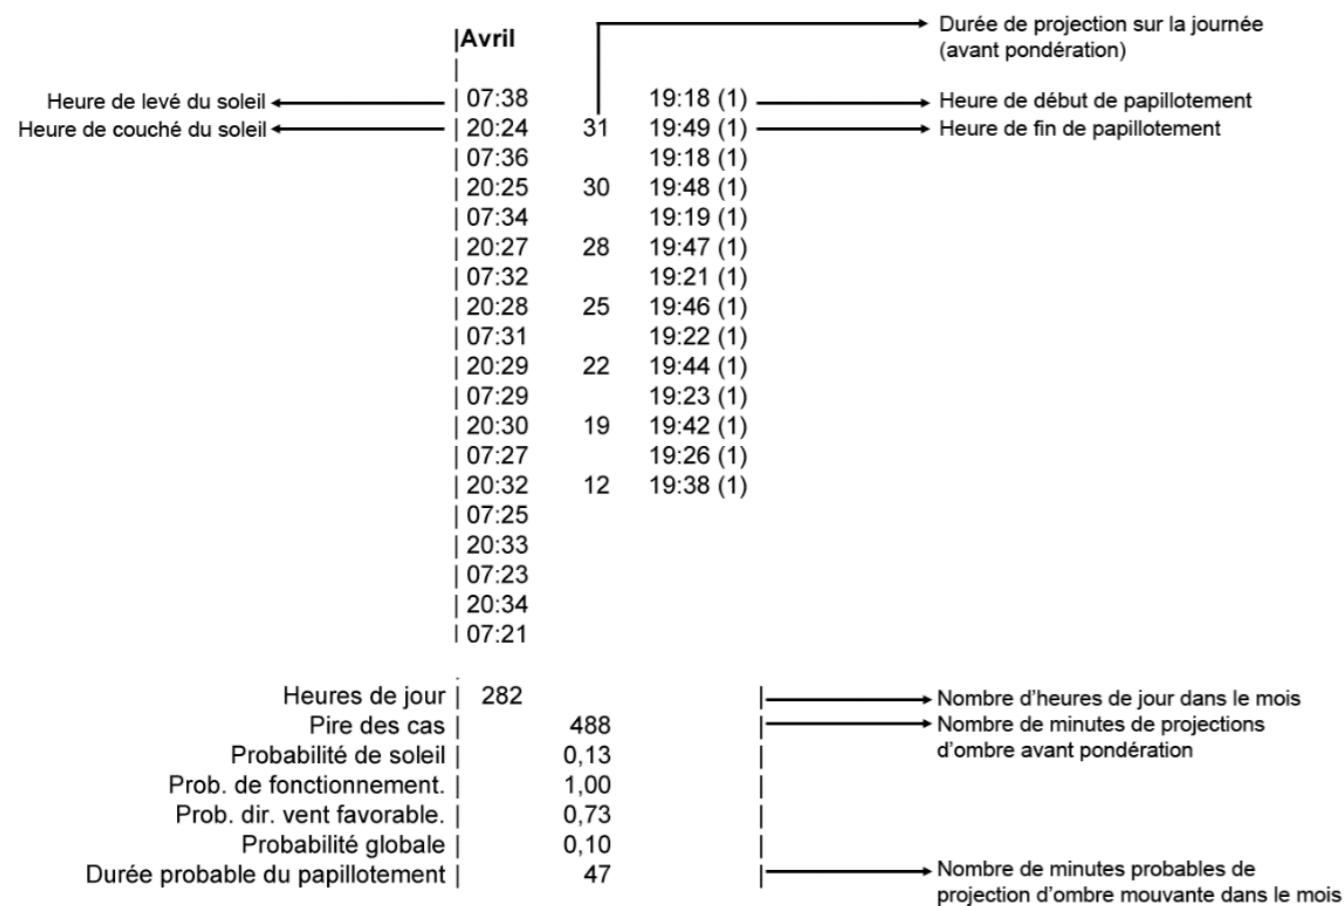 Durée de projection sur la journée
(avant pondération)
|Avril
|
Heure de levé du soleil | 07:38 19:18 (1) Heure de début de papillotement
Heure de couché du soleil | 20:24 31 19:49 (1) Heure de fin de papillotement
| 07:36 19:18 (1)
| 20:25 30 19:48 (1)
| 07:34 19:19 (1)
| 20:27 28 19:47 (1)
| 07:32 19:21 (1)
| 20:28 25 19:46 (1)
| 07:31 19:22 (1)
| 20:29 22 19:44 (1)
| 07:29 19:23 (1)
| 20:30 19 19:42 (1)
| 07:27 19:26 (1)
| 20:32 12 19:38 (1)
| 07:25
| 20:33
| 07:23
| 20:34
| 07:21
Heures de jour | 282 | Nombre d'heures de jour dans le mois
Pire des cas | 488 | Nombre de minutes de projections
d'ombre avant pondération
Probabilité de soleil | 0,13 |
Prob. de fonctionnement. | 1,00 |
Prob. dir. vent favorable. | 0,73 |
Probabilité globale | 0,10 |
Durée probable du papillotement | 47 | Nombre de minutes probables de
projection d'ombre mouvante dans le mois